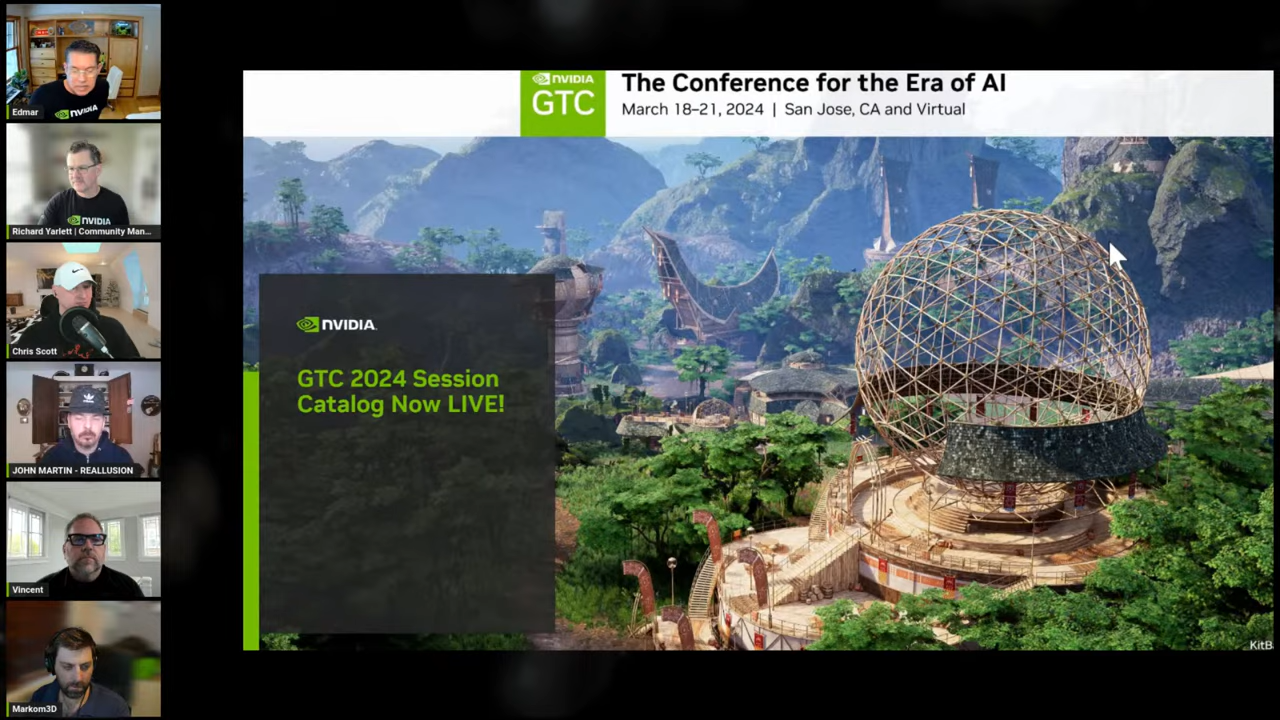 NVIDIA
Edmar
NVIDIA
Richard Yarlett | Community Man...
Chris Scott
JOHN MARTIN - REALLUSION
Vincent
Markom3D
NVIDIA
GTC
The Conference for the Era of AI
March 18–21, 2024 | San Jose, CA and Virtual
NVIDIA
GTC 2024 Session
Catalog Now LIVE!
KitB